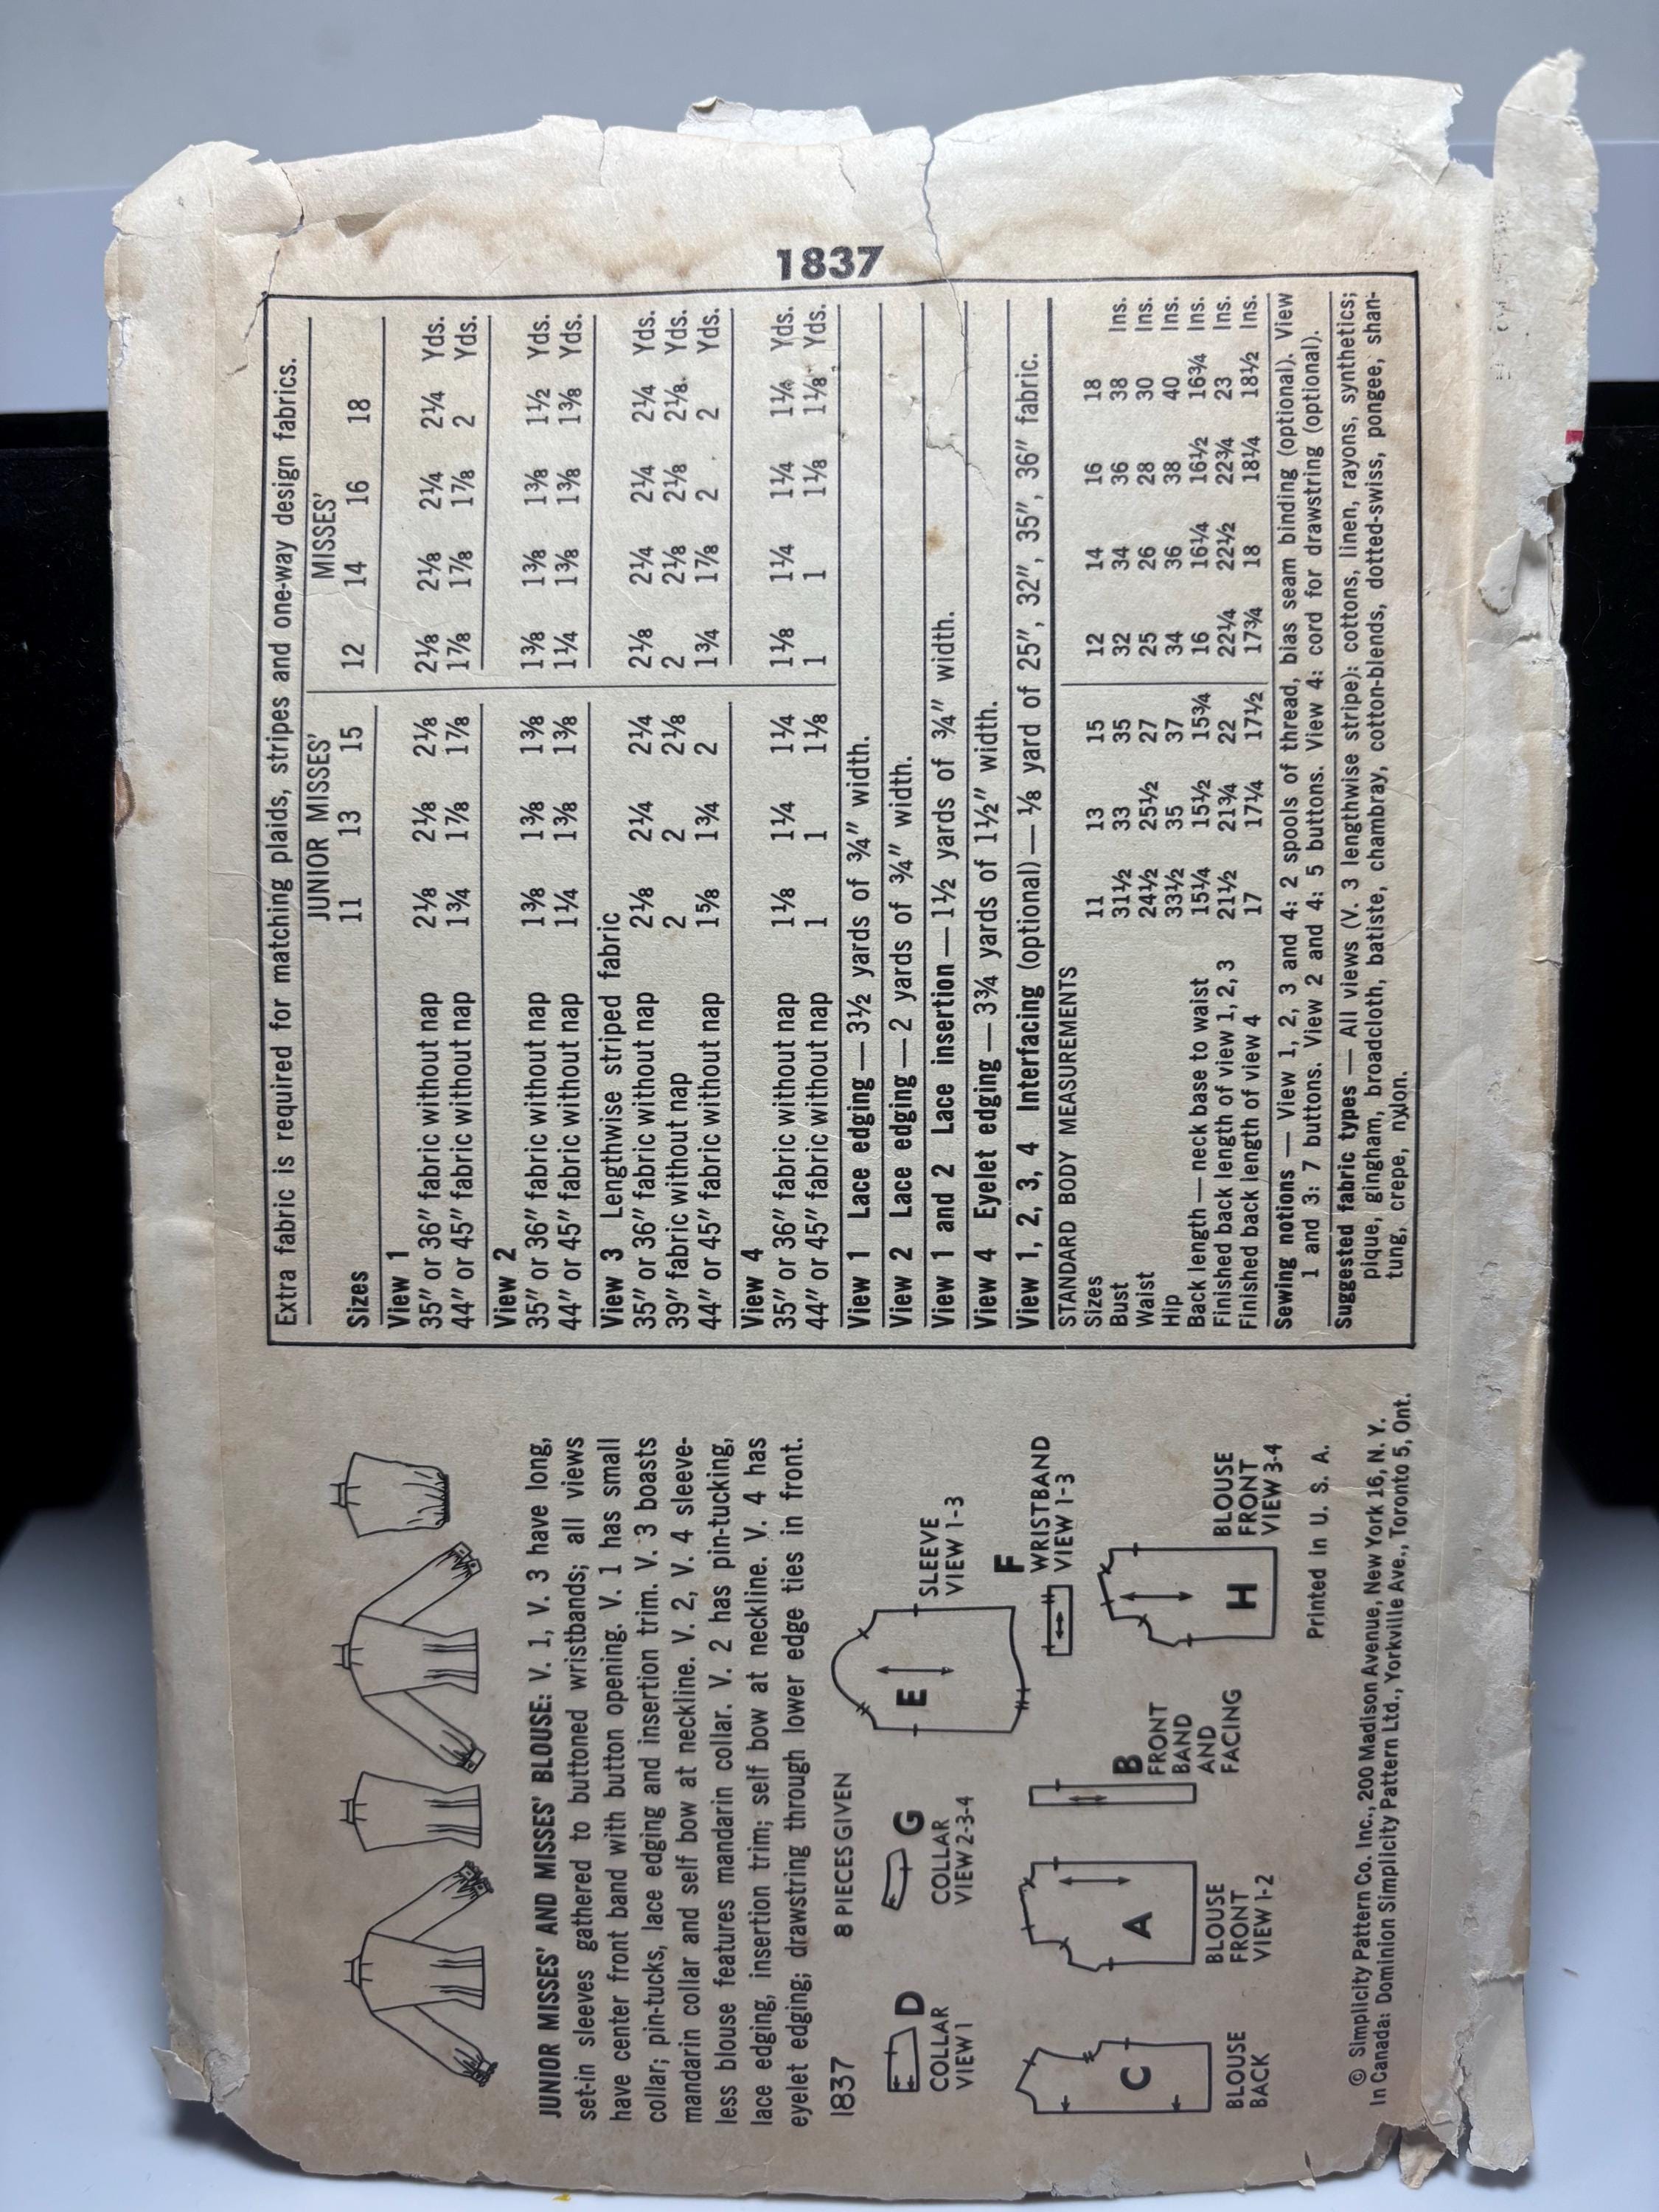 JUNIOR MISSES' AND MISSES' BLOUSE: V. 1, V. 3 have long,
set-in sleeves gathered to buttoned wristbands; all views
have center front band with button opening. V. 1 has small
collar; pin-tucks, lace edging and insertion trim. V. 3 boasts
mandarin collar and self bow at neckline. V. 2, V. 4 sleeve-
less blouse features mandarin collar. V. 2 has pin-tucking,
lace edging, insertion trim; self bow at neckline. V. 4 has
eyelet edging; drawstring through lower edge ties in front.
1837 8 PIECES GIVEN
D
COLLAR
VIEW 1
G
COLLAR
VIEW 2-3-4
E
SLEEVE
VIEW 1-3
F
WRISTBAND
VIEW 1-3
C
BLOUSE
BACK
A
BLOUSE
FRONT
VIEW 1-2
B
FRONT
BAND
AND
FACING
H
BLOUSE
FRONT
VIEW 3-4
Printed in U. S. A.
© Simplicity Pattern Co. Inc., 200 Madison Avenue, New York 16, N. Y.
In Canada: Dominion Simplicity Pattern Ltd., Yorkville Ave., Toronto 5, Ont.
Extra fabric is required for matching plaids, stripes and one-way design fabrics.
JUNIOR MISSES' MISSES'
Sizes 11 13 15 12 14 16 18
View 1
35" or 36" fabric without nap 2⅛ 2⅛ 2⅛ 2⅛ 2⅛ 2¼ 2¼ Yds.
44" or 45" fabric without nap 1¾ 1⅞ 1⅞ 1⅞ 1⅞ 1⅞ 2 Yds.
View 2
35" or 36" fabric without nap 1⅜ 1⅜ 1⅜ 1⅜ 1⅜ 1⅜ 1½ Yds.
44" or 45" fabric without nap 1¼ 1⅜ 1⅜ 1¼ 1⅜ 1⅜ 1⅜ Yds.
View 3 Lengthwise striped fabric
35" or 36" fabric without nap 2⅛ 2¼ 2¼ 2⅛ 2¼ 2¼ 2¼ Yds.
39" fabric without nap 2 2 2⅛ 2 2⅛ 2⅛ 2⅛ Yds.
44" or 45" fabric without nap 1⅝ 1¾ 2 1¾ 1⅞ 2 2 Yds.
View 4
35" or 36" fabric without nap 1⅛ 1¼ 1¼ 1⅛ 1¼ 1¼ 1¼ Yds.
44" or 45" fabric without nap 1 1 1⅛ 1 1 1⅛ 1⅛ Yds.
View 1 Lace edging — 3½ yards of ¾" width.
View 2 Lace edging — 2 yards of ¾" width.
View 1 and 2 Lace insertion — 1½ yards of ¾" width.
View 4 Eyelet edging — 3¾ yards of 1½" width.
View 1, 2, 3, 4 Interfacing (optional) — ⅛ yard of 25", 32", 35", 36" fabric.
STANDARD BODY MEASUREMENTS
Sizes 11 13 15 12 14 16 18
Bust 31½ 33 35 32 34 36 38 Ins.
Waist 24½ 25½ 27 25 26 28 30 Ins.
Hip 33½ 35 37 34 36 38 40 Ins.
Back length — neck base to waist 15¼ 15½ 15¾ 16 16¼ 16½ 16¾ Ins.
Finished back length of view 1, 2, 3 21½ 21¾ 22 22¼ 22½ 22¾ 23 Ins.
Finished back length of view 4 17 17¼ 17½ 17¾ 18 18¼ 18½ Ins.
Sewing notions — View 1, 2, 3 and 4: 2 spools of thread, bias seam binding (optional). View
1 and 3: 7 buttons. View 2 and 4: 5 buttons. View 4: cord for drawstring (optional).
Suggested fabric types — All views (V. 3 lengthwise stripe): cottons, linen, rayons, synthetics;
pique, gingham, broadcloth, batiste, chambray, cotton-blends, dotted-swiss, pongee, shan-
tung, crepe, nylon.
1837